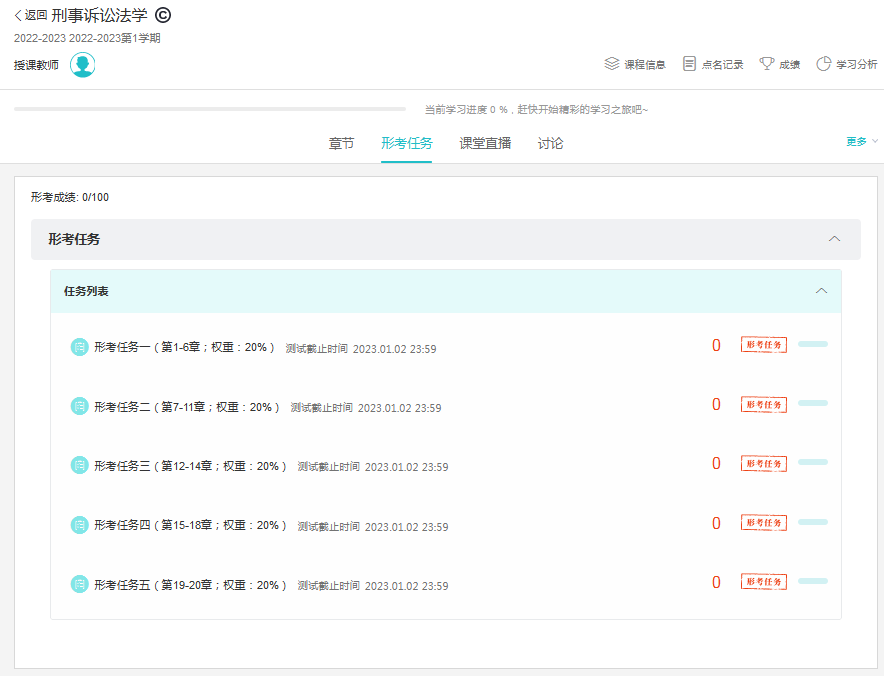 返回 刑事诉讼法学 ©
2022-2023 2022-2023第1学期
授课教师
课程信息 点名记录 成绩 学习分析
当前学习进度 0 %，赶快开始精彩的学习之旅吧~
章节 形考任务 课堂直播 讨论 更多
形考成绩: 0/100
形考任务
任务列表
形考任务一（第1-6章；权重：20%） 测试截止时间 2023.01.02 23:59 0 形考任务
形考任务二（第7-11章；权重：20%） 测试截止时间 2023.01.02 23:59 0 形考任务
形考任务三（第12-14章；权重：20%） 测试截止时间 2023.01.02 23:59 0 形考任务
形考任务四（第15-18章；权重：20%） 测试截止时间 2023.01.02 23:59 0 形考任务
形考任务五（第19-20章；权重：20%） 测试截止时间 2023.01.02 23:59 0 形考任务